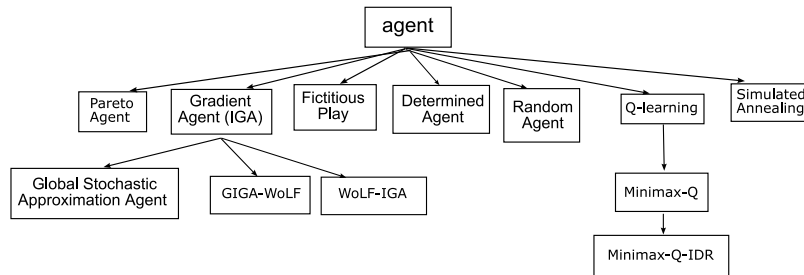 agent
Pareto
Agent
Gradient
Agent (IGA)
Fictitious
Play
Determined
Agent
Random
Agent
Q-learning
Simulated
Annealing
Global Stochastic
Approximation Agent
GIGA-WoLF
WoLF-IGA
Minimax-Q
Minimax-Q-IDR